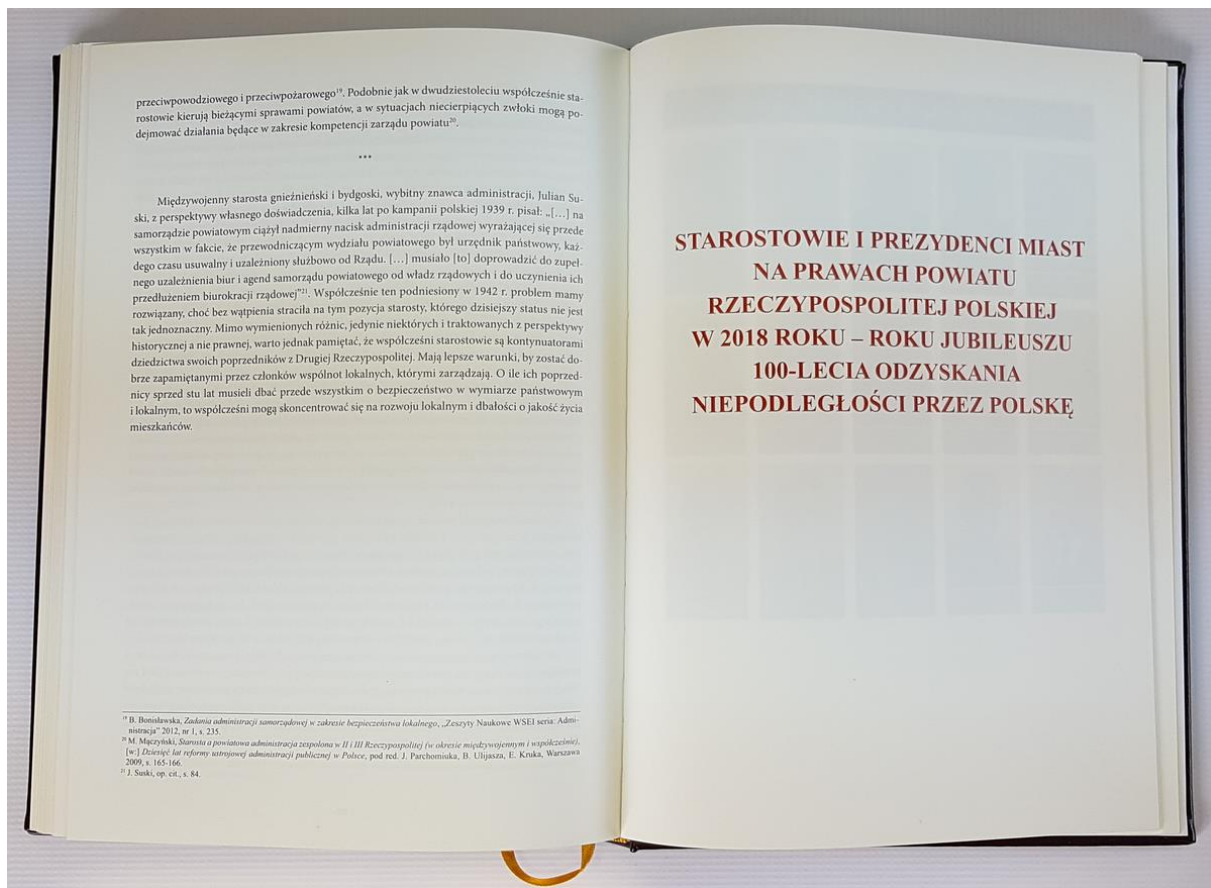 przeciwpowodziowego i przeciwpożarowego¹⁹. Podobnie jak w dwudziestoleciu współcześnie sta-
rostowie kierują bieżącymi sprawami powiatów, a w sytuacjach niecierpiących zwłoki mogą po-
dejmować działania będące w zakresie kompetencji zarządu powiatu²⁰.
***
Międzywojenny starosta gnieźnieński i bydgoski, wybitny znawca administracji, Julian Su-
ski, z perspektywy własnego doświadczenia, kilka lat po kampanii polskiej 1939 r. pisał: „[…] na
samorządzie powiatowym ciążył nadmierny nacisk administracji rządowej wyrażającej się przede
wszystkim w fakcie, że przewodniczącym wydziału powiatowego był urzędnik państwowy, każ-
dego czasu usuwalny i uzależniony służbowo od Rządu. […] musiało [to] doprowadzić do zupeł-
nego uzależnienia biur i agend samorządu powiatowego od władz rządowych i do uczynienia ich
przedłużeniem biurokracji rządowej”²¹. Współcześnie ten podniesiony w 1942 r. problem mamy
rozwiązany, choć bez wątpienia straciła na tym pozycja starosty, którego dzisiejszy status nie jest
tak jednoznaczny. Mimo wymienionych różnic, jedynie niektórych i traktowanych z perspektywy
historycznej a nie prawnej, warto jednak pamiętać, że współcześni starostowie są kontynuatorami
dziedzictwa swoich poprzedników z Drugiej Rzeczypospolitej. Mają lepsze warunki, by zostać do-
brze zapamiętanymi przez członków wspólnot lokalnych, którymi zarządzają. O ile ich poprzed-
nicy sprzed stu lat musieli dbać przede wszystkim o bezpieczeństwo w wymiarze państwowym
i lokalnym, to współcześni mogą skoncentrować się na rozwoju lokalnym i dbałości o jakość życia
mieszkańców.
¹⁹ B. Bonisławska, Zadania administracji samorządowej w zakresie bezpieczeństwa lokalnego, „Zeszyty Naukowe WSEI seria: Admi-
nistracja” 2012, nr 1, s. 235.
²⁰ M. Mączyński, Starosta a powiatowa administracja zespolona w II i III Rzeczypospolitej (w okresie międzywojennym i współcześnie),
[w:] Dziesięć lat reformy ustrojowej administracji publicznej w Polsce, pod red. J. Parchomiuka, B. Ulijasza, E. Kruka, Warszawa
2009, s. 165-166.
²¹ J. Suski, op. cit., s. 84.
STAROSTOWIE I PREZYDENCI MIAST
NA PRAWACH POWIATU
RZECZYPOSPOLITEJ POLSKIEJ
W 2018 ROKU – ROKU JUBILEUSZU
100-LECIA ODZYSKANIA
NIEPODLEGŁOŚCI PRZEZ POLSKĘ